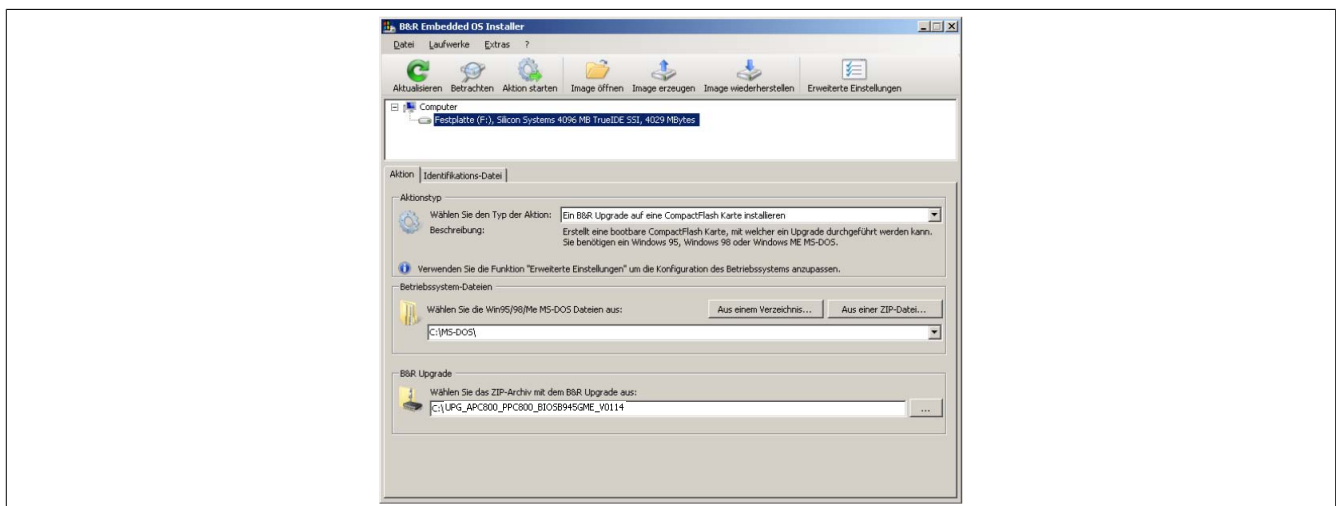 B&R Embedded OS Installer
Datei Laufwerke Extras ?
Aktualisieren Betrachten Aktion starten Image öffnen Image erzeugen Image wiederherstellen Erweiterte Einstellungen
Computer
Festplatte (F:), Silicon Systems 4096 MB TrueIDE SSI, 4029 MBytes
Aktion Identifikations-Datei
Aktionstyp
Wählen Sie den Typ der Aktion: Ein B&R Upgrade auf eine CompactFlash Karte installieren
Beschreibung: Erstellt eine bootbare CompactFlash Karte, mit welcher ein Upgrade durchgeführt werden kann.
Sie benötigen ein Windows 95, Windows 98 oder Windows ME MS-DOS.
Verwenden Sie die Funktion "Erweiterte Einstellungen" um die Konfiguration des Betriebssystems anzupassen.
Betriebssystem-Dateien
Wählen Sie die Win95/98/Me MS-DOS Dateien aus: Aus einem Verzeichnis... Aus einer ZIP-Datei...
C:\MS-DOS\
B&R Upgrade
Wählen Sie das ZIP-Archiv mit dem B&R Upgrade aus:
C:\UPG_APC800_PPC800_BIOSB945GME_V0114 ...